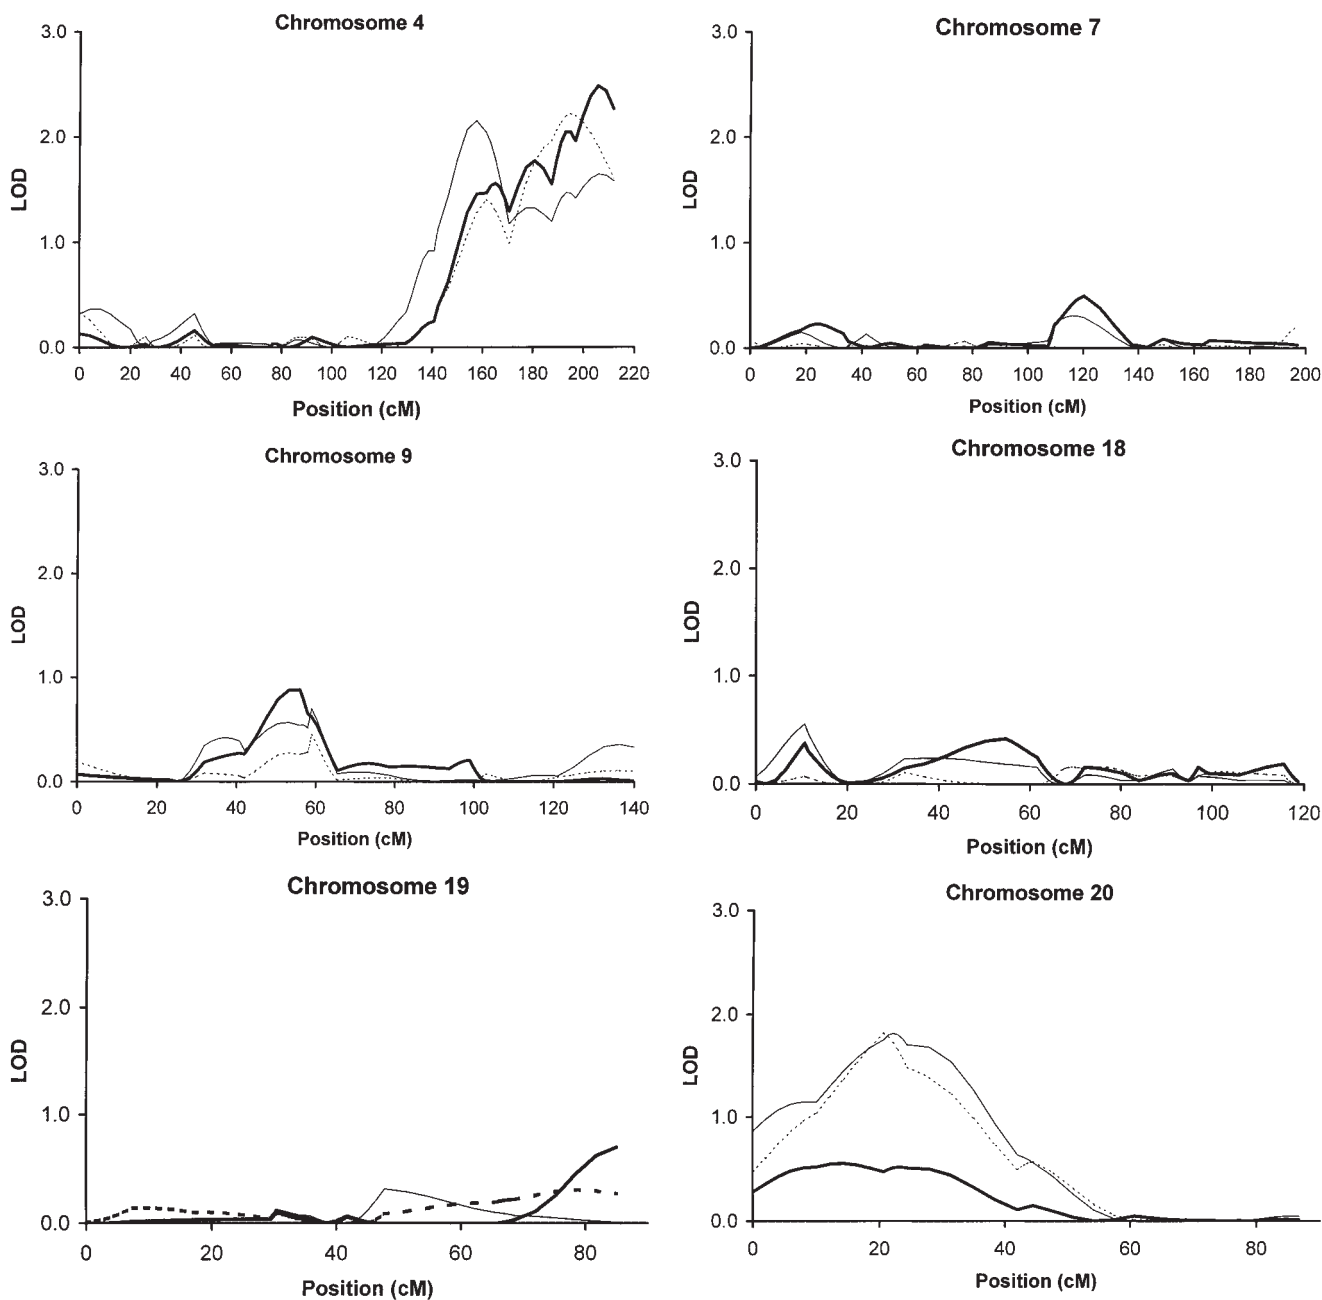 Chromosome 4
3.0
2.0
1.0
0.0
LOD
0 20 40 60 80 100 120 140 160 180 200 220
Position (cM)
Chromosome 7
3.0
2.0
1.0
0.0
LOD
0 20 40 60 80 100 120 140 160 180 200
Position (cM)
Chromosome 9
3.0
2.0
1.0
0.0
LOD
0 20 40 60 80 100 120 140
Position (cM)
Chromosome 18
3.0
2.0
1.0
0.0
LOD
0 20 40 60 80 100 120
Position (cM)
Chromosome 19
3.0
2.0
1.0
0.0
LOD
0 20 40 60 80
Position (cM)
Chromosome 20
3.0
2.0
1.0
0.0
LOD
0 20 40 60 80
Position (cM)